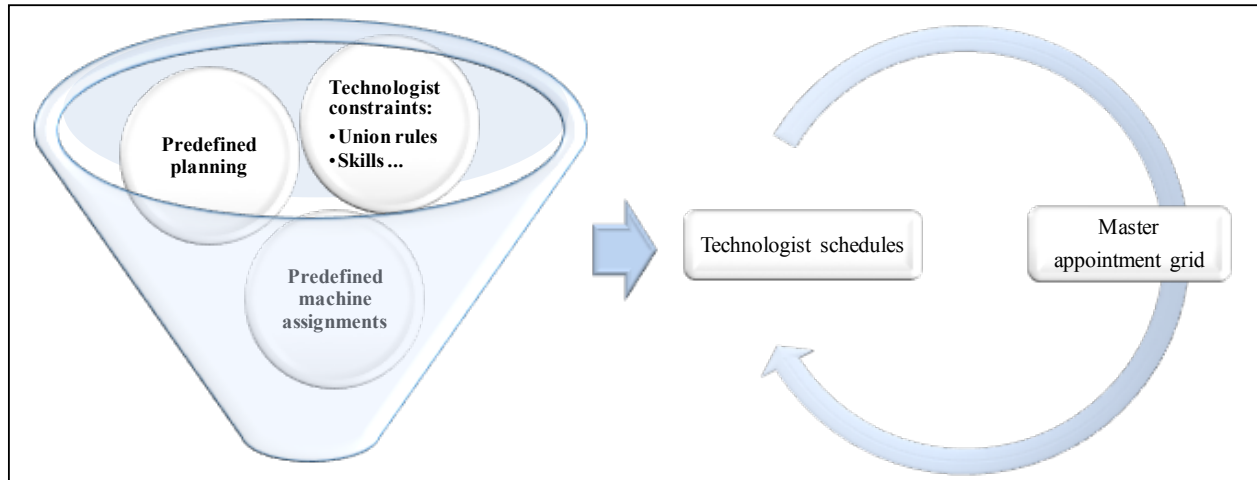 Predefined
planning
Technologist
constraints:
•Union rules
•Skills ...
Predefined
machine
assignments
Technologist schedules
Master
appointment grid